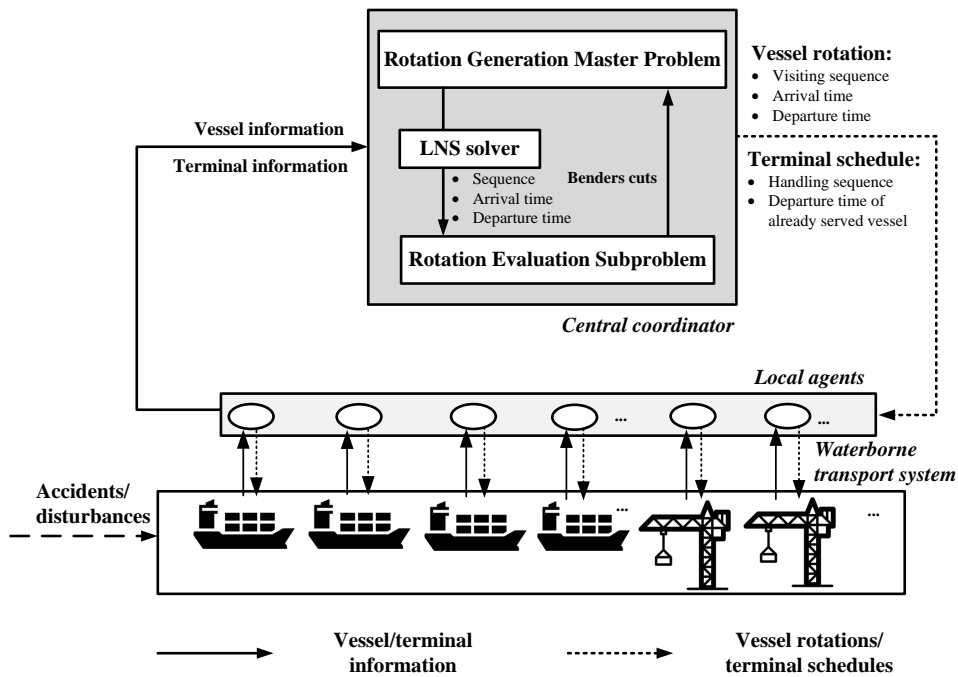 Rotation Generation Master Problem
LNS solver
• Sequence
• Arrival time
• Departure time
Benders cuts
Rotation Evaluation Subproblem
Central coordinator
Vessel information
Terminal information
Vessel rotation:
• Visiting sequence
• Arrival time
• Departure time
Terminal schedule:
• Handling sequence
• Departure time of
already served vessel
Local agents
...
...
Waterborne
transport system
Accidents/
disturbances
...
...
Vessel/terminal
information
Vessel rotations/
terminal schedules